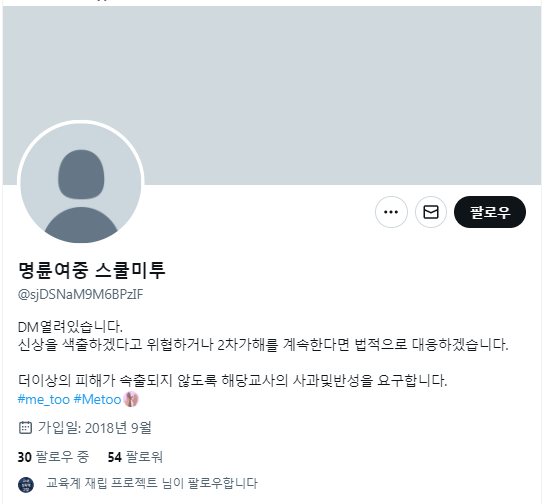 팔로우
명륜여중 스쿨미투
@sjDSNaM9M6BPzIF
DM열려있습니다.
신상을 색출하겠다고 위협하거나 2차가해를 계속한다면 법적으로 대응하겠습니다.
더이상의 피해가 속출되지 않도록 해당교사의 사과및반성을 요구합니다.
#me_too #Metoo
가입일: 2018년 9월
30 팔로우 중 54 팔로워
교육계 재립 프로젝트 님이 팔로우합니다